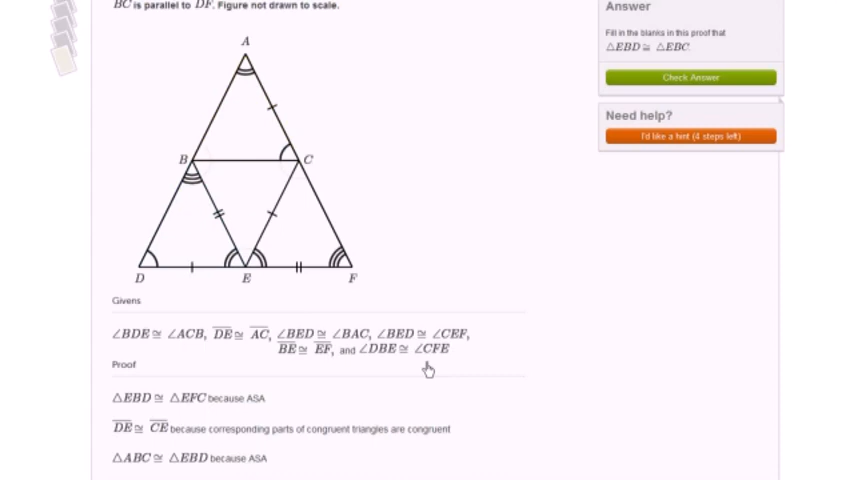 BC is parallel to DF. Figure not drawn to scale.
A
B
C
D
E
F
Givens
∠BDE ≅ ∠ACB, DE ≅ AC, ∠BED ≅ ∠BAC, ∠BED ≅ ∠CEF,
BE ≅ EF, and ∠DBE ≅ ∠CFE
Proof
△EBD ≅ △EFC because ASA
DE ≅ CE because corresponding parts of congruent triangles are congruent
△ABC ≅ △EBD because ASA
Answer
Fill in the blanks in this proof that
△EBD ≅ △EBC.
Check Answer
Need help?
I'd like a hint (4 steps left)